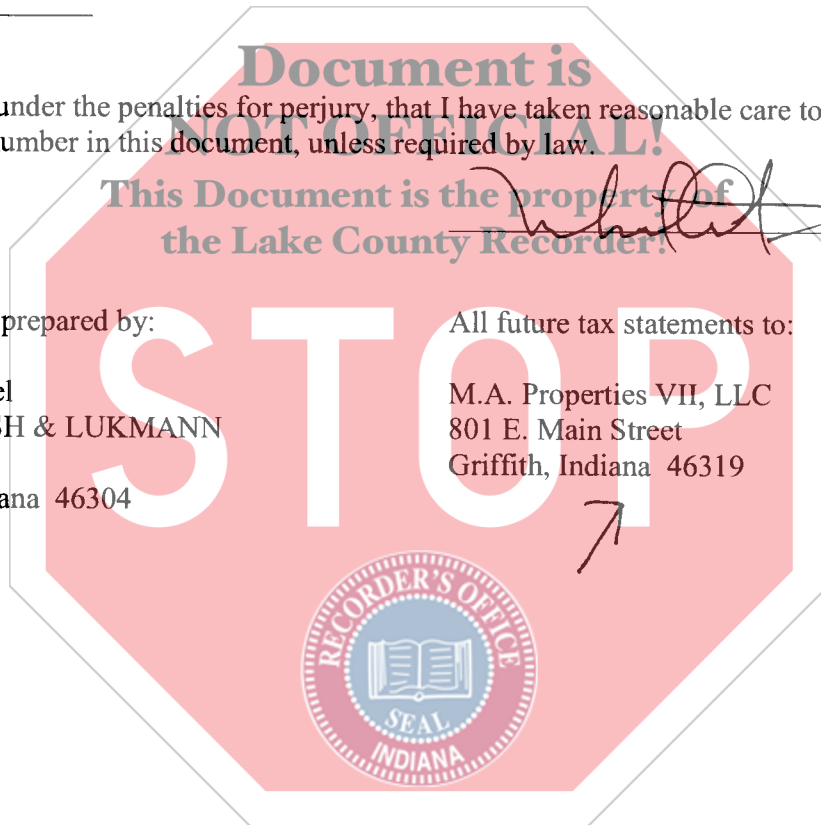 Document is
under the penalties for perjury, that I have taken reasonable care to
NOT OFFICIAL!
umber in this document, unless required by law.
This Document is the property of
the Lake County Recorder!
prepared by:
All future tax statements to:
STOP
el
M.A. Properties VII, LLC
SH & LUKMANN
801 E. Main Street
Griffith, Indiana 46319
ana 46304
RECORDER'S OFFICE
SEAL
INDIANA